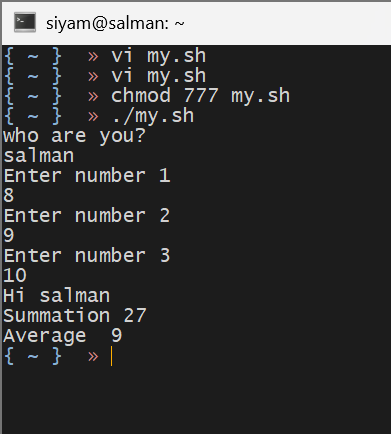 siyam@salman: ~
{ ~ } » vi my.sh
{ ~ } » vi my.sh
{ ~ } » chmod 777 my.sh
{ ~ } » ./my.sh
who are you?
salman
Enter number 1
8
Enter number 2
9
Enter number 3
10
Hi salman
Summation 27
Average  9
{ ~ } »